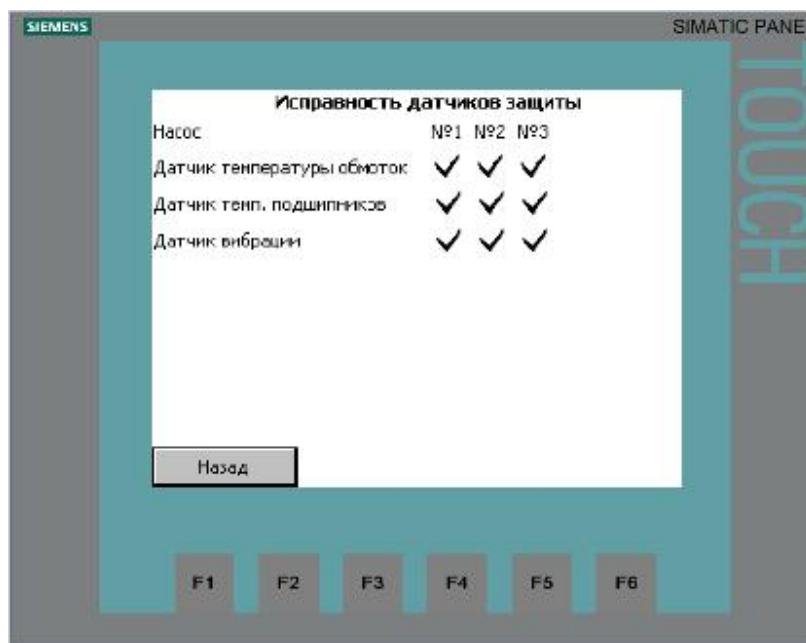 SIEMENS
SIMATIC PANE
TOUCH
Исправность датчиков защиты
Насос №1 №2 №3
Датчик температуры обмоток
Датчик темп. подшипников
Датчик вибрации
Назад
F1 F2 F3 F4 F5 F6